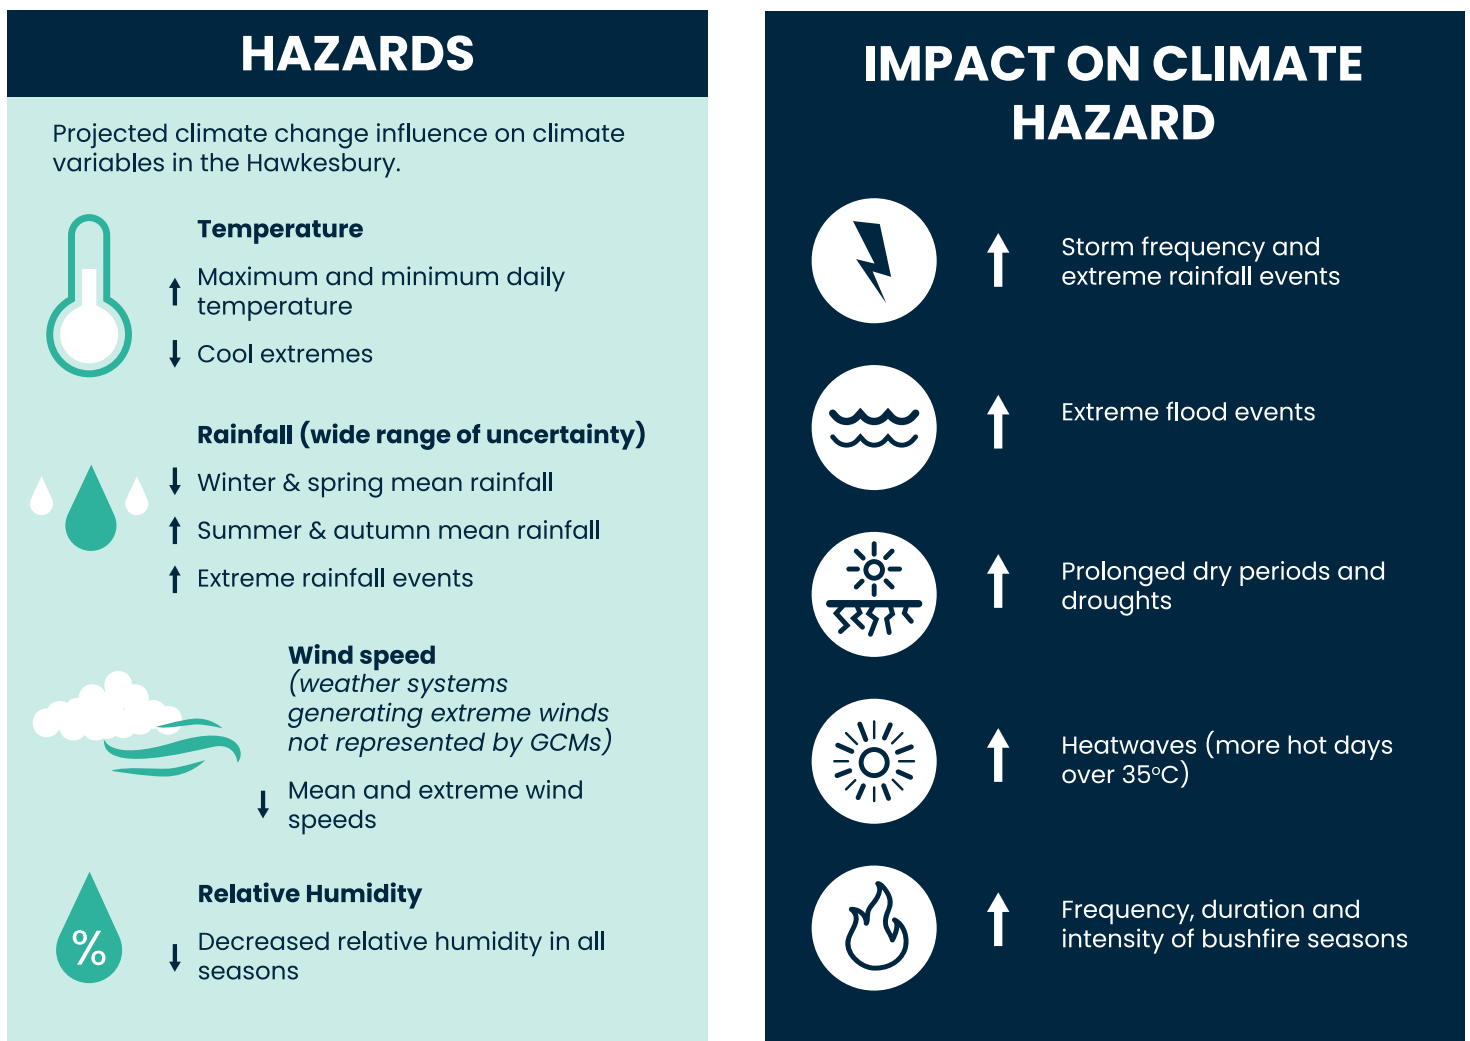 HAZARDS
Projected climate change influence on climate
variables in the Hawkesbury.
Temperature
↑ Maximum and minimum daily
temperature
↓ Cool extremes
Rainfall (wide range of uncertainty)
↓ Winter & spring mean rainfall
↑ Summer & autumn mean rainfall
↑ Extreme rainfall events
Wind speed
(weather systems
generating extreme winds
not represented by GCMs)
↓ Mean and extreme wind
speeds
%
Relative Humidity
↓ Decreased relative humidity in all
seasons
IMPACT ON CLIMATE
HAZARD
↑ Storm frequency and
extreme rainfall events
↑ Extreme flood events
↑ Prolonged dry periods and
droughts
↑ Heatwaves (more hot days
over 35°C)
↑ Frequency, duration and
intensity of bushfire seasons